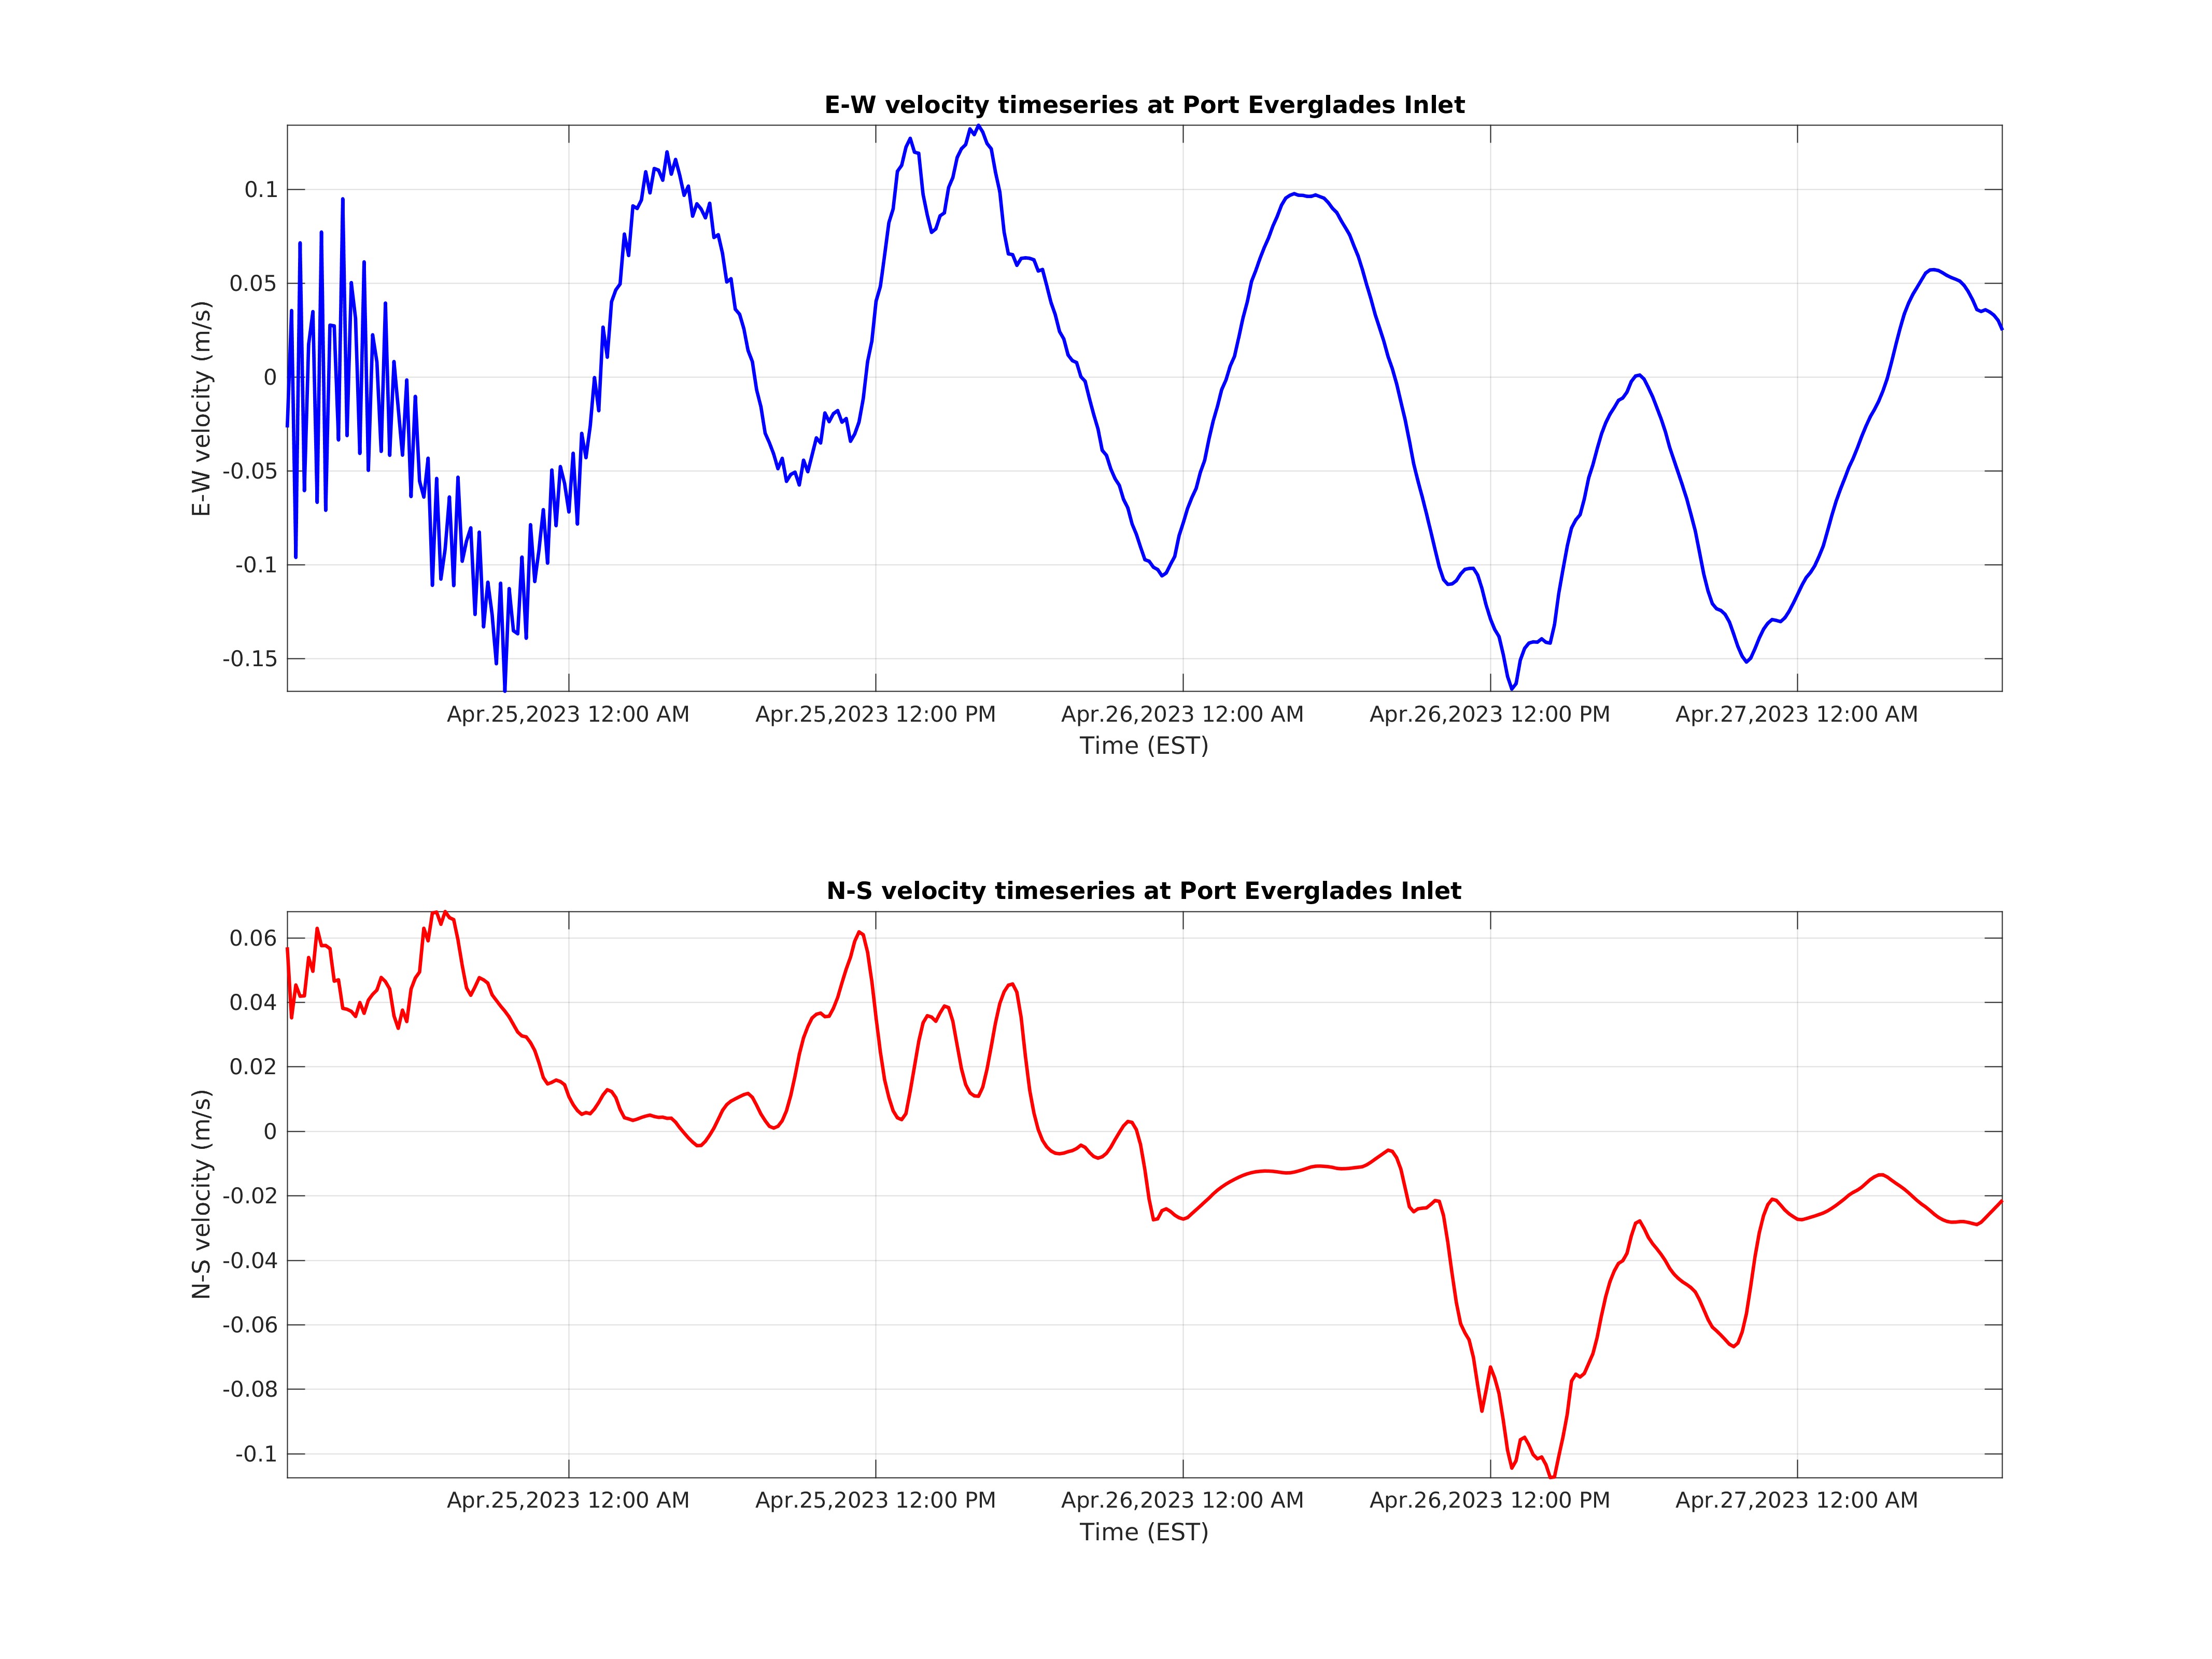 E-W velocity timeseries at Port Everglades Inlet
E-W velocity (m/s)
0.1
0.05
0
-0.05
-0.1
-0.15
Apr.25,2023 12:00 AM Apr.25,2023 12:00 PM Apr.26,2023 12:00 AM Apr.26,2023 12:00 PM Apr.27,2023 12:00 AM
Time (EST)
N-S velocity timeseries at Port Everglades Inlet
N-S velocity (m/s)
0.06
0.04
0.02
0
-0.02
-0.04
-0.06
-0.08
-0.1
Apr.25,2023 12:00 AM Apr.25,2023 12:00 PM Apr.26,2023 12:00 AM Apr.26,2023 12:00 PM Apr.27,2023 12:00 AM
Time (EST)